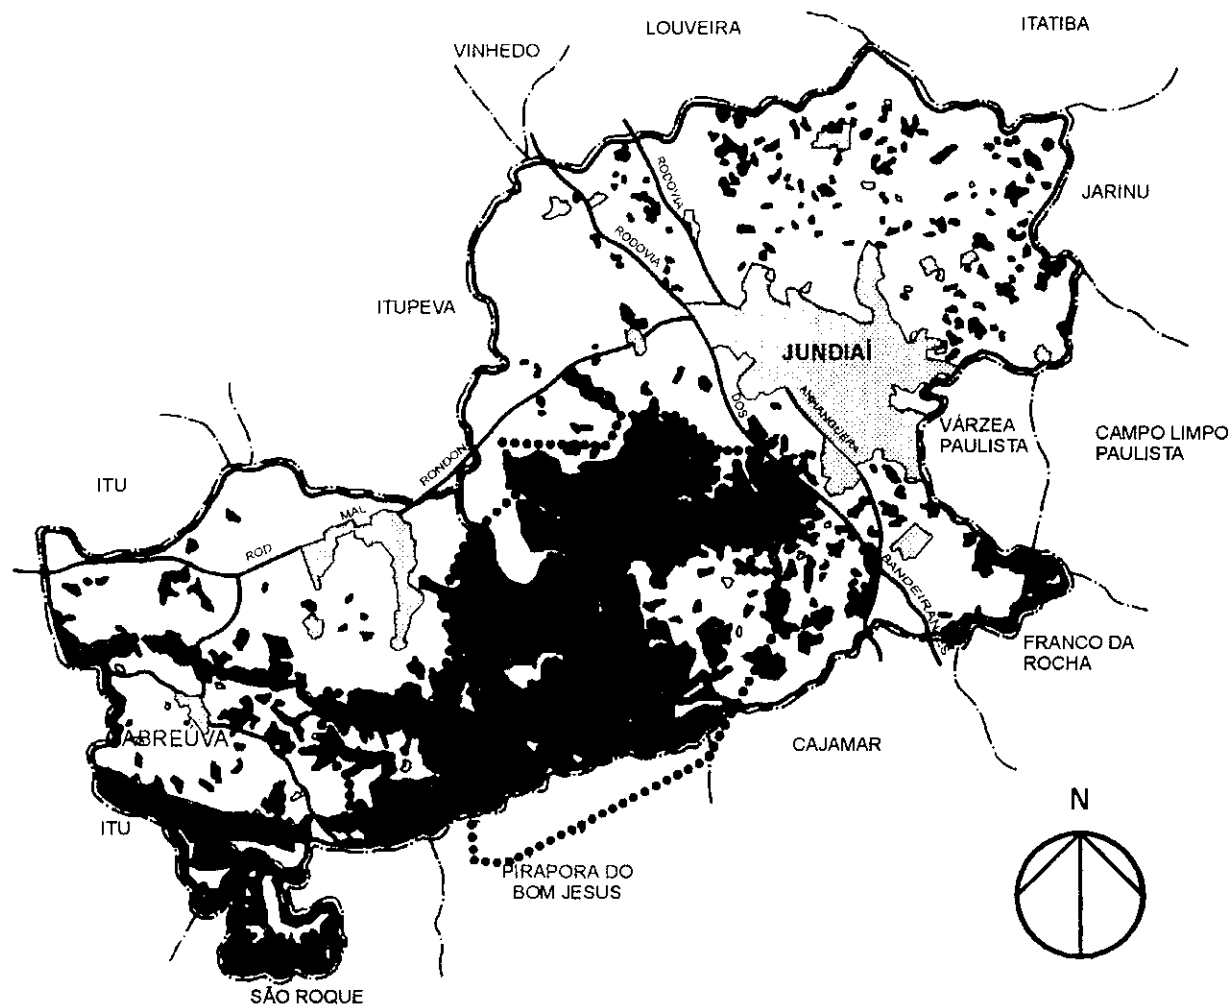 LOUVEIRA
ITATIBA
VINHEDO
RODOVIA
JARINU
RODOVIA
ITUPEVA
JUNDIAÍ
DOS
ANHANGUERA
VÁRZEA
PAULISTA
CAMPO LIMPO
PAULISTA
RONDON
ITU
MAL
ROD
BANDEIRANTES
FRANCO DA
ROCHA
CABREÚVA
CAJAMAR
N
ITU
PIRAPORA DO
BOM JESUS
SÃO ROQUE